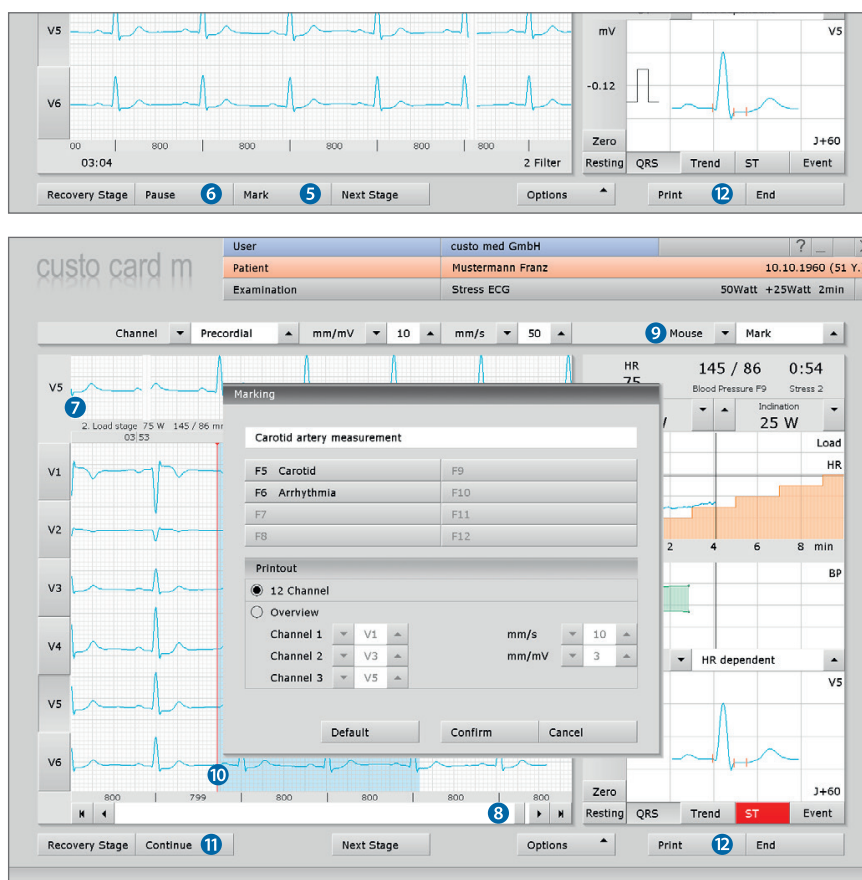 mV
V5
V5
-0.12
V6
Zero
J+60
00 800 800 800 800 800
03:04
2 Filter
Resting QRS Trend ST Event
Recovery Stage Pause 6 Mark 5 Next Stage Options Print 12 End
custo card m
User custo med GmbH ? _
Patient Mustermann Franz 10.10.1960 (51 Y.
Examination Stress ECG 50Watt +25Watt 2min
Channel Precordial mm/mV 10 mm/s 50 9 Mouse Mark
HR 145 / 86 0:54
75 Blood Pressure F9 Stress 2
V5
7
Marking
2. Load stage 75 W 145 / 86
03:53
Inclination
25 W
Carotid artery measurement
Load
HR
V1
F5 Carotid F9
F6 Arrhythmia F10
F7 F11
F8 F12
V2
2 4 6 8 min
Printout
BP
V3
12 Channel
Overview
Channel 1 V1 mm/s 10
Channel 2 V3 mm/mV 3
Channel 3 V5
V4
HR dependent
V5
V5
Default Confirm Cancel
V6
10
Zero
J+60
800 799 800 800 800 800
8
Resting QRS Trend ST Event
Recovery Stage Continue 11 Next Stage Options Print 12 End